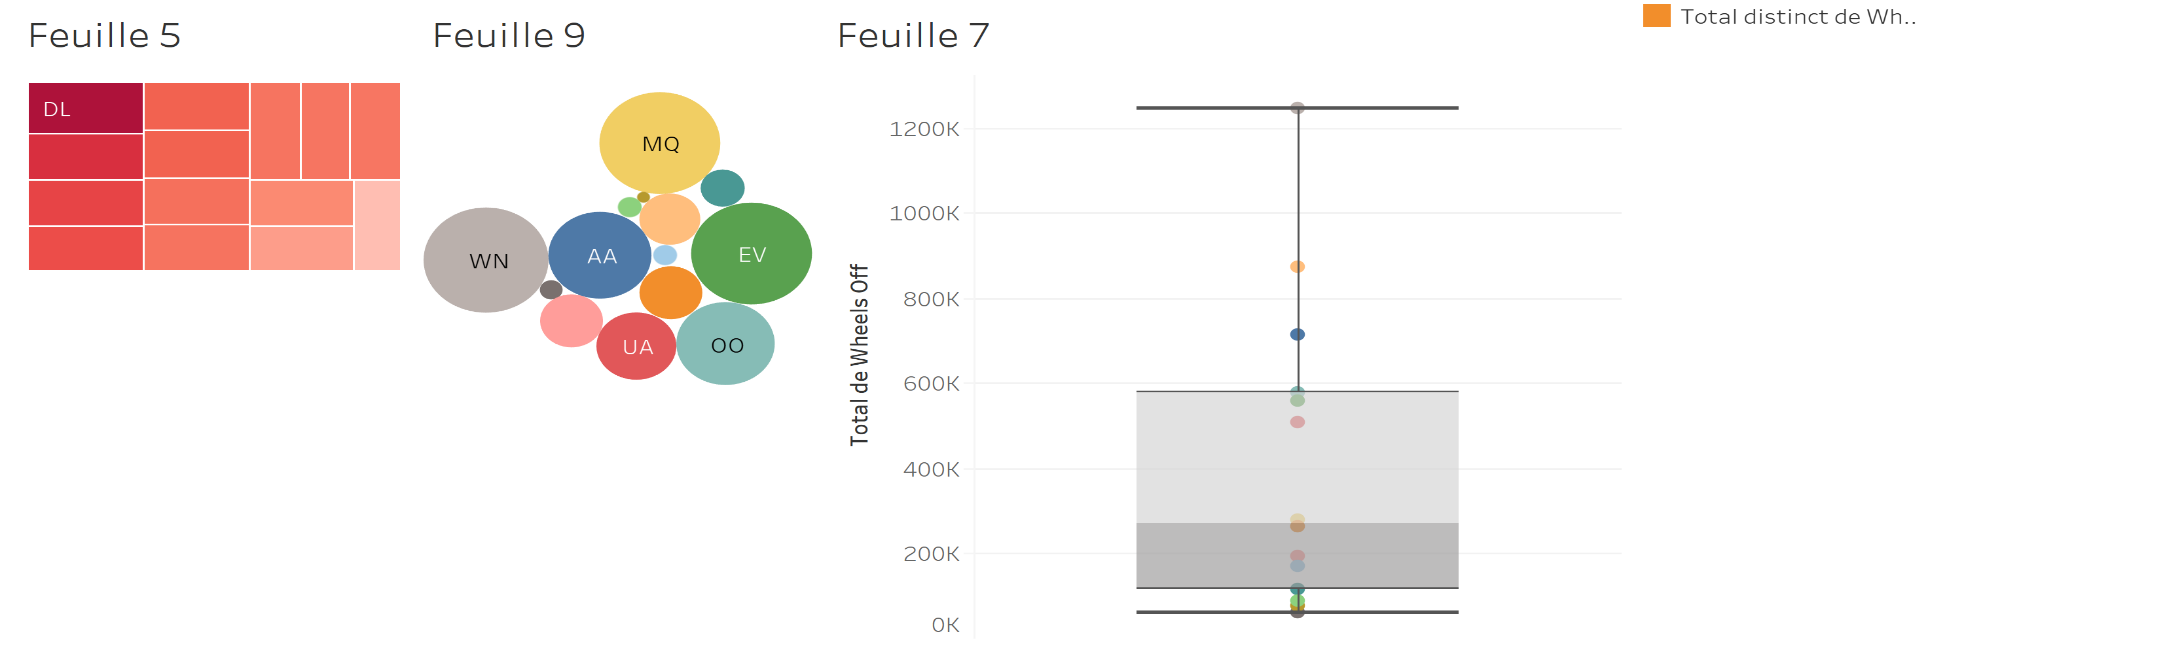 Total distinct de Wh..
Feuille 5
Feuille 9
Feuille 7
DL
MQ
WN
AA
EV
UA
OO
Total de Wheels Off
1200K
1000K
800K
600K
400K
200K
0K